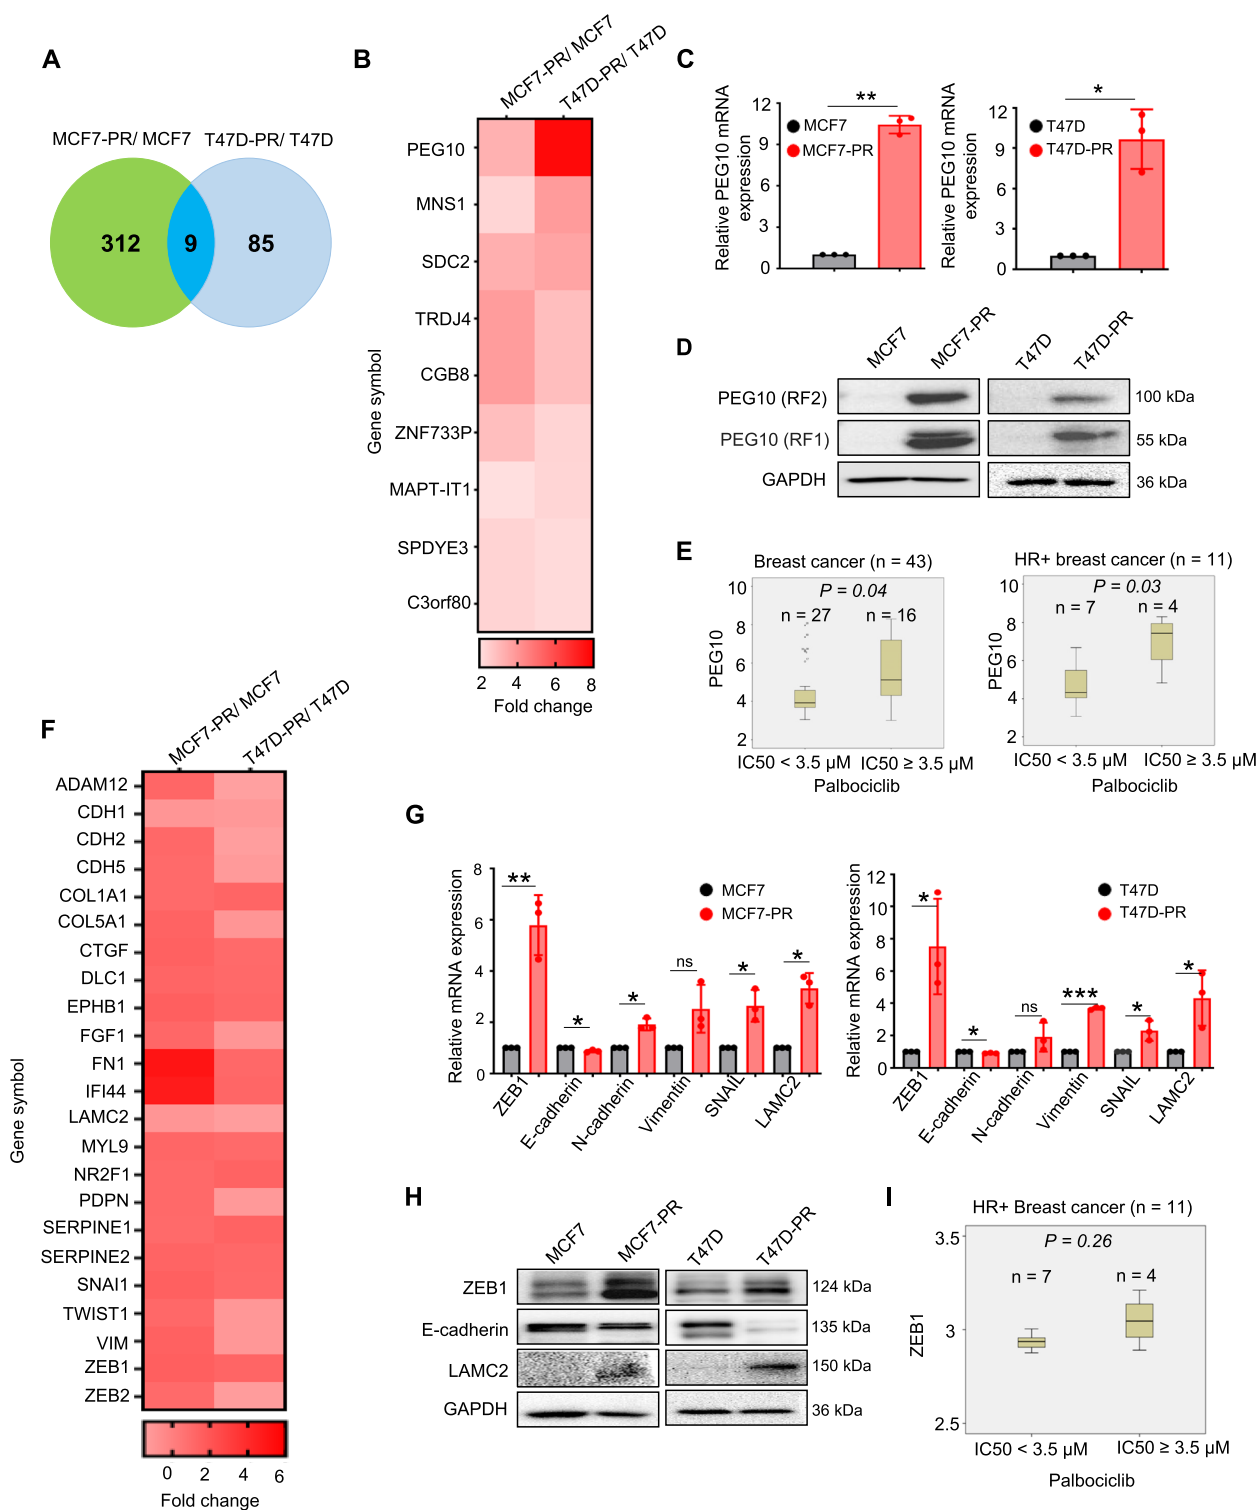 A
MCF7-PR/ MCF7 T47D-PR/ T47D
312
9
85
B
MCF7-PR/ MCF7
T47D-PR/ T47D
Gene symbol
PEG10
MNS1
SDC2
TRDJ4
CGB8
ZNF733P
MAPT-IT1
SPDYE3
C3orf80
2 4 6 8
Fold change
C
Relative PEG10 mRNA
expression
12
9
6
3
0
**
MCF7
MCF7-PR
Relative PEG10 mRNA
expression
12
9
6
3
0
*
T47D
T47D-PR
D
MCF7
MCF7-PR
T47D
T47D-PR
PEG10 (RF2)
100 kDa
PEG10 (RF1)
55 kDa
GAPDH
36 kDa
E
Breast cancer (n = 43)
P = 0.04
n = 27
n = 16
PEG10
10
8
6
4
2
IC50 < 3.5 µM IC50 ≥ 3.5 µM
Palbociclib
HR+ breast cancer (n = 11)
P = 0.03
n = 7
n = 4
PEG10
10
8
6
4
2
IC50 < 3.5 µM IC50 ≥ 3.5 µM
Palbociclib
F
MCF7-PR/ MCF7
T47D-PR/ T47D
Gene symbol
ADAM12
CDH1
CDH2
CDH5
COL1A1
COL5A1
CTGF
DLC1
EPHB1
FGF1
FN1
IFI44
LAMC2
MYL9
NR2F1
PDPN
SERPINE1
SERPINE2
SNAI1
TWIST1
VIM
ZEB1
ZEB2
0 2 4 6
Fold change
G
Relative mRNA expression
8
6
4
2
0
**
*
*
ns
*
*
MCF7
MCF7-PR
ZEB1
E-cadherin
N-cadherin
Vimentin
SNAIL
LAMC2
Relative mRNA expression
12
10
8
6
4
2
0
*
*
ns
***
*
*
T47D
T47D-PR
ZEB1
E-cadherin
N-cadherin
Vimentin
SNAIL
LAMC2
H
MCF7
MCF7-PR
T47D
T47D-PR
ZEB1
124 kDa
E-cadherin
135 kDa
LAMC2
150 kDa
GAPDH
36 kDa
I
HR+ Breast cancer (n = 11)
P = 0.26
n = 7
n = 4
ZEB1
3.5
3
2.5
IC50 < 3.5 µM IC50 ≥ 3.5 µM
Palbociclib